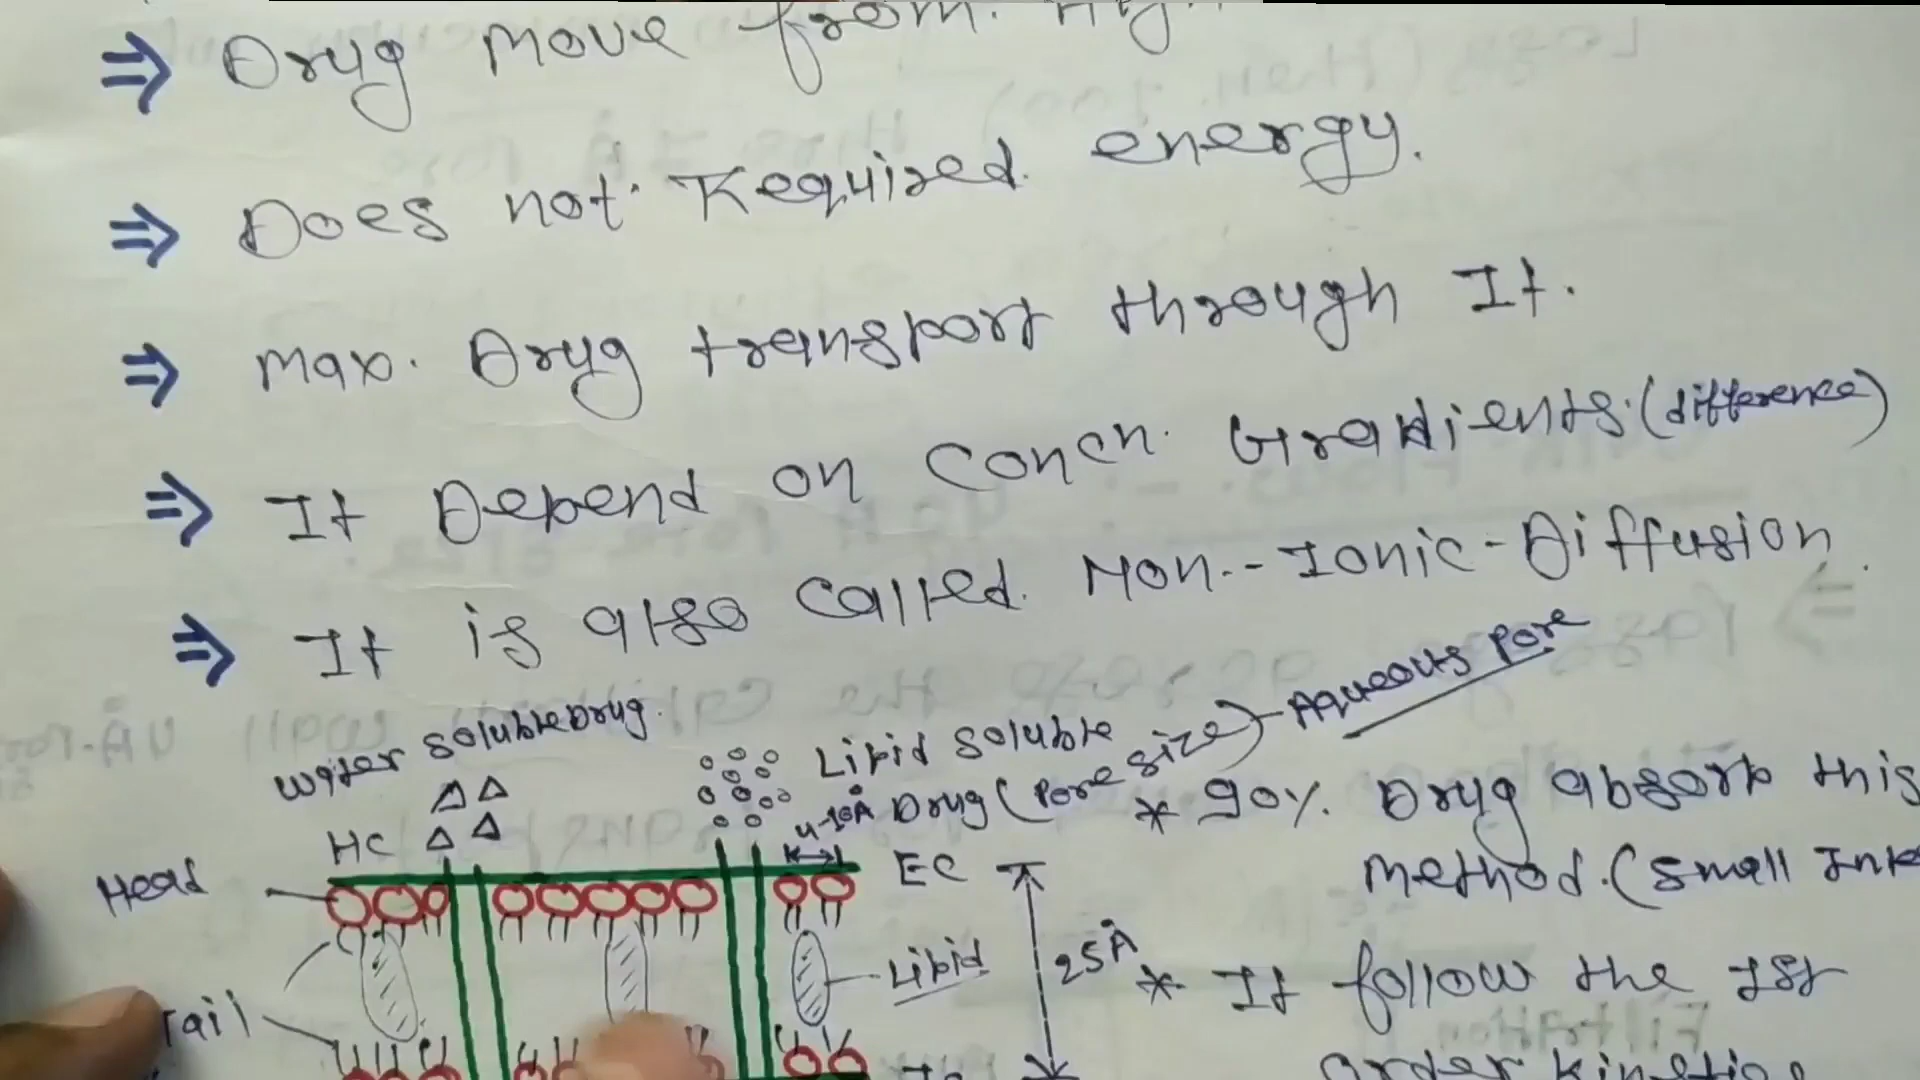 ⇒ Drug move from.
⇒ Does not Required energy.
⇒ Max. Drug transport through It.
⇒ It Depend on Concn. Gradients. (difference)
⇒ It is also called Non--Ionic-Diffusion.
Water soluble Drug.
Lipid soluble
Drug (Pore size) - Aqueous Pore
4-10Å
HC
EC
Head
* 90%. Drug absorb this
Method. (Small
Lipid
25Å
* It follow the 1st
Tail
order kinetics